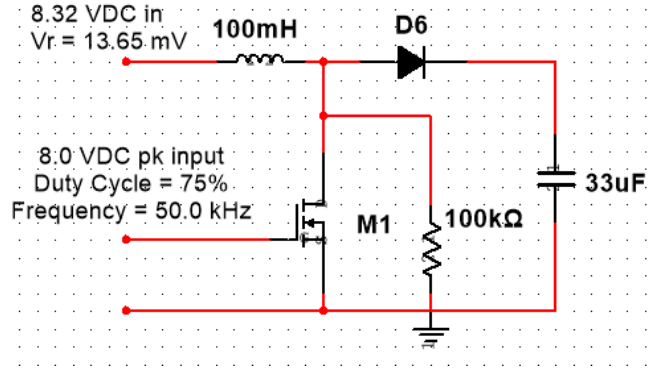 8.32 VDC in
Vr = 13.65 mV
100mH
D6
8.0 VDC pk input
Duty Cycle = 75%
Frequency = 50.0 kHz
M1
100kΩ
33uF